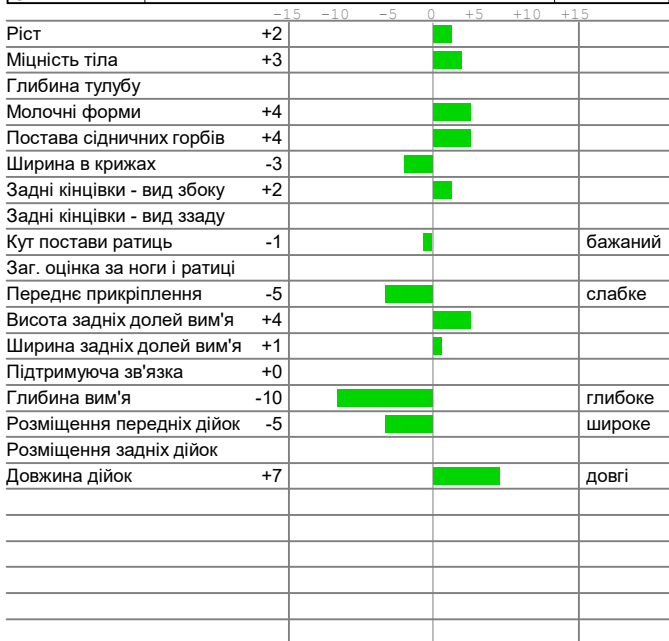 -15 -10 -5 0 +5 +10 +15
Ріст +2
Міцність тіла +3
Глибина тулубу
Молочні форми +4
Постава сідничних горбів +4
Ширина в крижах -3
Задні кінцівки - вид збоку +2
Задні кінцівки - вид ззаду
Кут постави ратиць -1 бажаний
Заг. оцінка за ноги і ратиці
Переднє прикріплення -5 слабке
Висота задніх долей вим'я +4
Ширина задніх долей вим'я +1
Підтримуюча зв'язка +0
Глибина вим'я -10 глибоке
Розміщення передніх дійок -5 широке
Розміщення задніх дійок
Довжина дійок +7 довгі